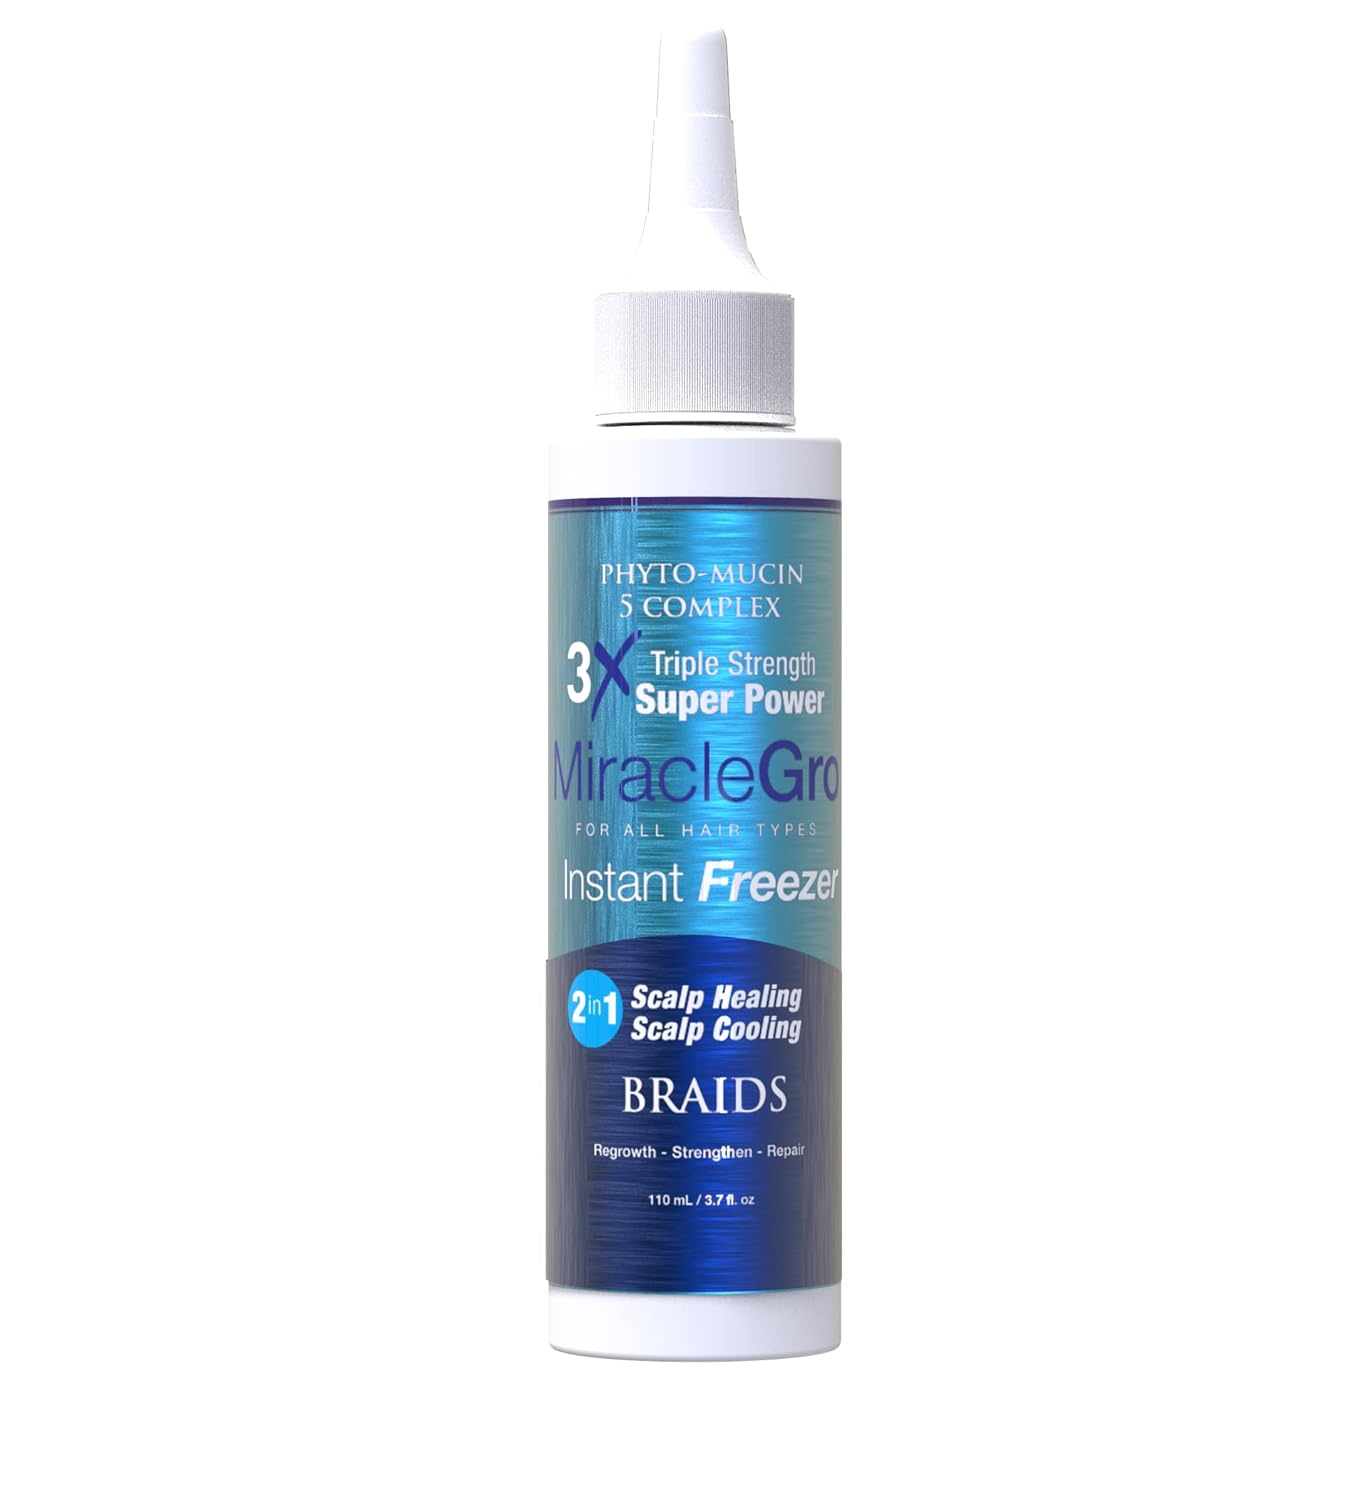 PHYTO-MUCIN
5 COMPLEX
3X Triple Strength
Super Power
MiracleGro
FOR ALL HAIR TYPES
Instant Freezer
2in1 Scalp Healing
Scalp Cooling
BRAIDS
Regrowth - Strengthen - Repair
110 mL / 3.7 fl. oz